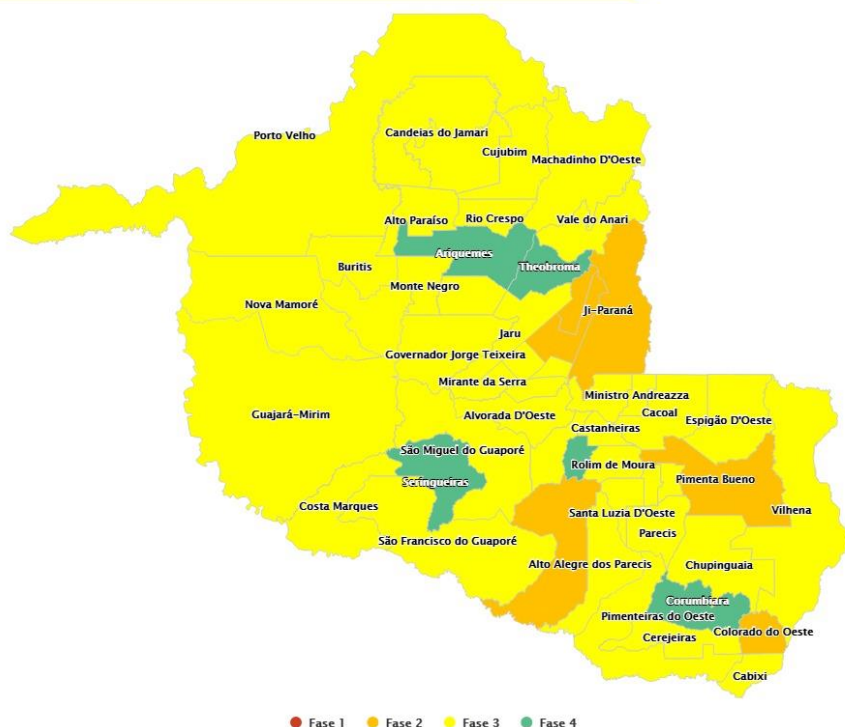 Porto Velho
Candeias do Jamari
Cujubim
Machadinho D'Oeste
Alto Paraíso
Rio Crespo
Vale do Anari
Ariquemes
Theobroma
Buritis
Monte Negro
Nova Mamoré
Ji-Paraná
Jaru
Governador Jorge Teixeira
Mirante da Serra
Ministro Andreazza
Cacoal
Espigão D'Oeste
Guajará-Mirim
Alvorada D'Oeste
Castanheiras
São Miguel do Guaporé
Rolim de Moura
Seringueiras
Pimenta Bueno
Costa Marques
Santa Luzia D'Oeste
Vilhena
Parecis
São Francisco do Guaporé
Alto Alegre dos Parecis
Chupinguaia
Corumbiara
Pimenteiras do Oeste
Colorado do Oeste
Cerejeiras
Cabixi
Fase 1 Fase 2 Fase 3 Fase 4